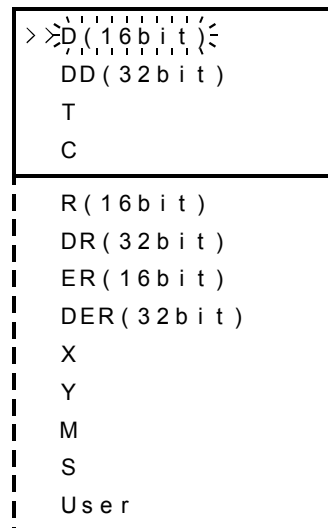 >>D(16bit)
DD(32bit)
T
C
R(16bit)
DR(32bit)
ER(16bit)
DER(32bit)
X
Y
M
S
User